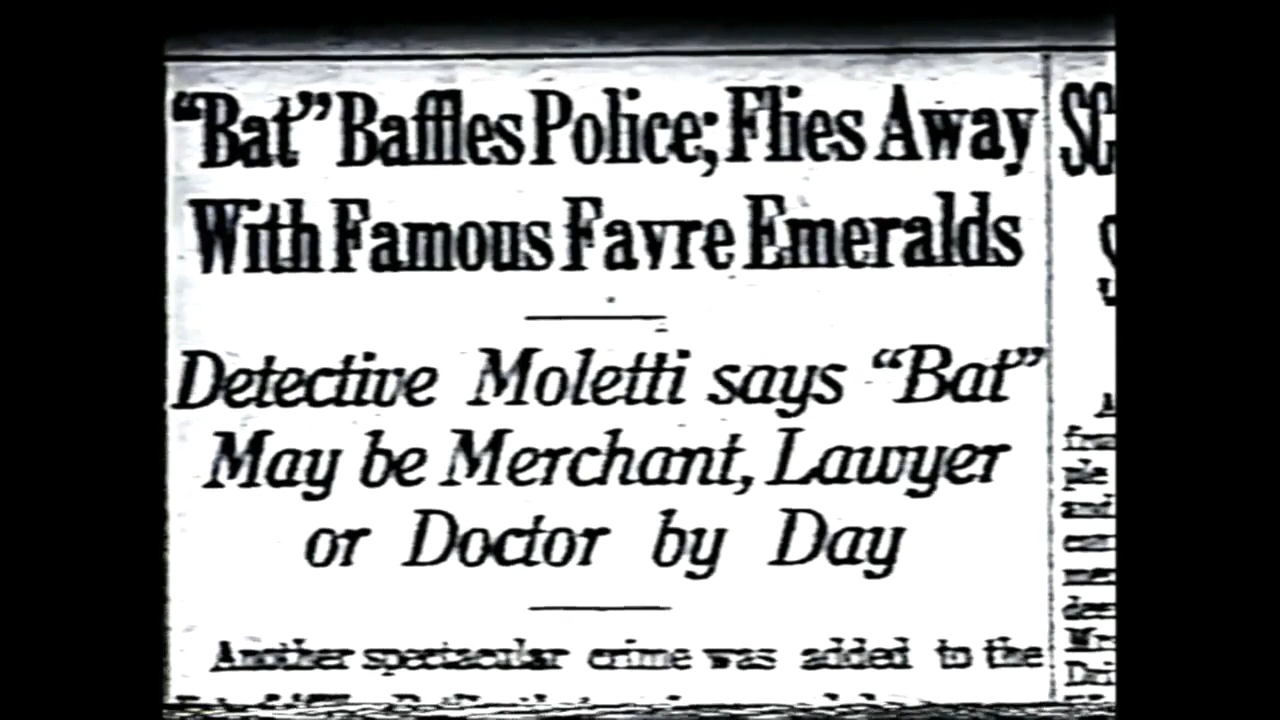 “Bat” Baffles Police; Flies Away
With Famous Favre Emeralds
Detective Moletti says “Bat”
May be Merchant, Lawyer
or Doctor by Day
Another spectacular crime was added to the